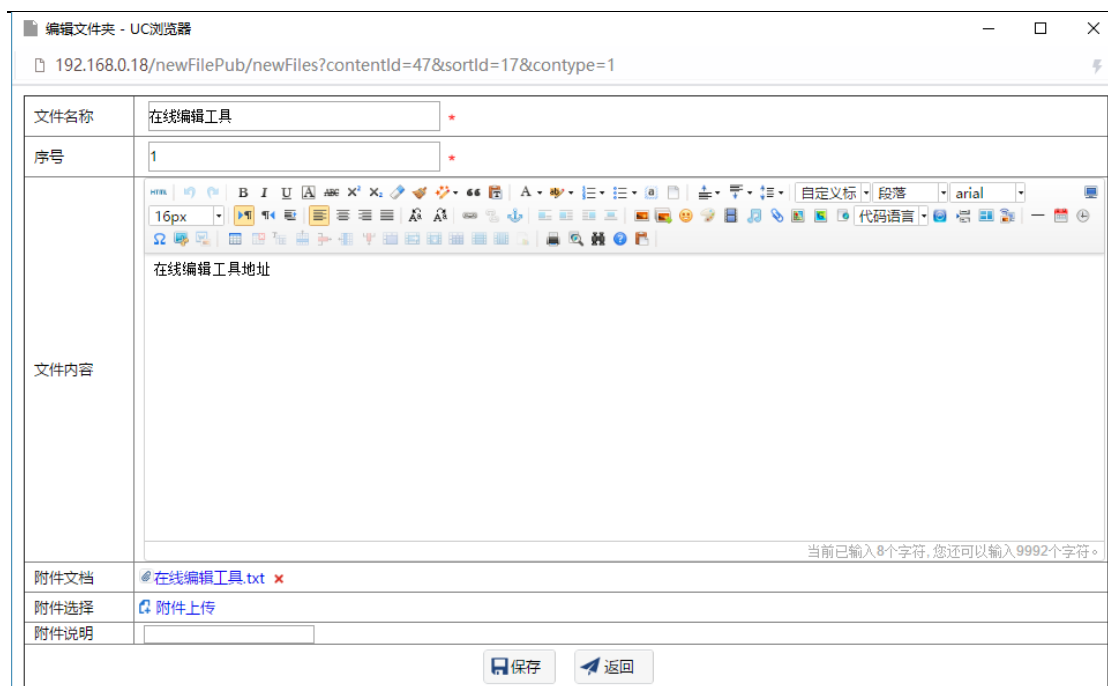 编辑文件夹 - UC浏览器
192.168.0.18/newFilePub/newFiles?contentId=47&sortId=17&contype=1
文件名称 在线编辑工具 *
序号 1 *
HTML B I U A ABC X² X₂ A 自定义标 段落 arial
16px 代码语言
Ω
文件内容 在线编辑工具地址
当前已输入8个字符, 您还可以输入9992个字符。
附件文档 在线编辑工具.txt ×
附件选择 附件上传
附件说明
保存 返回